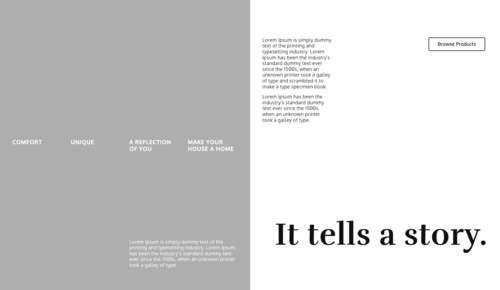 COMFORT
UNIQUE
A REFLECTION
OF YOU
MAKE YOUR
HOUSE A HOME
Lorem Ipsum is simply dummy text of the
printing and typesetting industry. Lorem
Ipsum has been the industry's standard dummy
text ever since the 1500s, when an unknown printer
took a galley of type.
Lorem Ipsum is simply dummy
text of the printing and
typesetting industry. Lorem
Ipsum has been the industry's
standard dummy text ever
since the 1500s, when an
unknown printer took a galley
of type and scrambled it to
make a type specimen book.
Lorem Ipsum has been the
industry's standard dummy
text ever since the 1500s,
when an unknown printer
took a galley of type.
Browse Products
It tells a story.